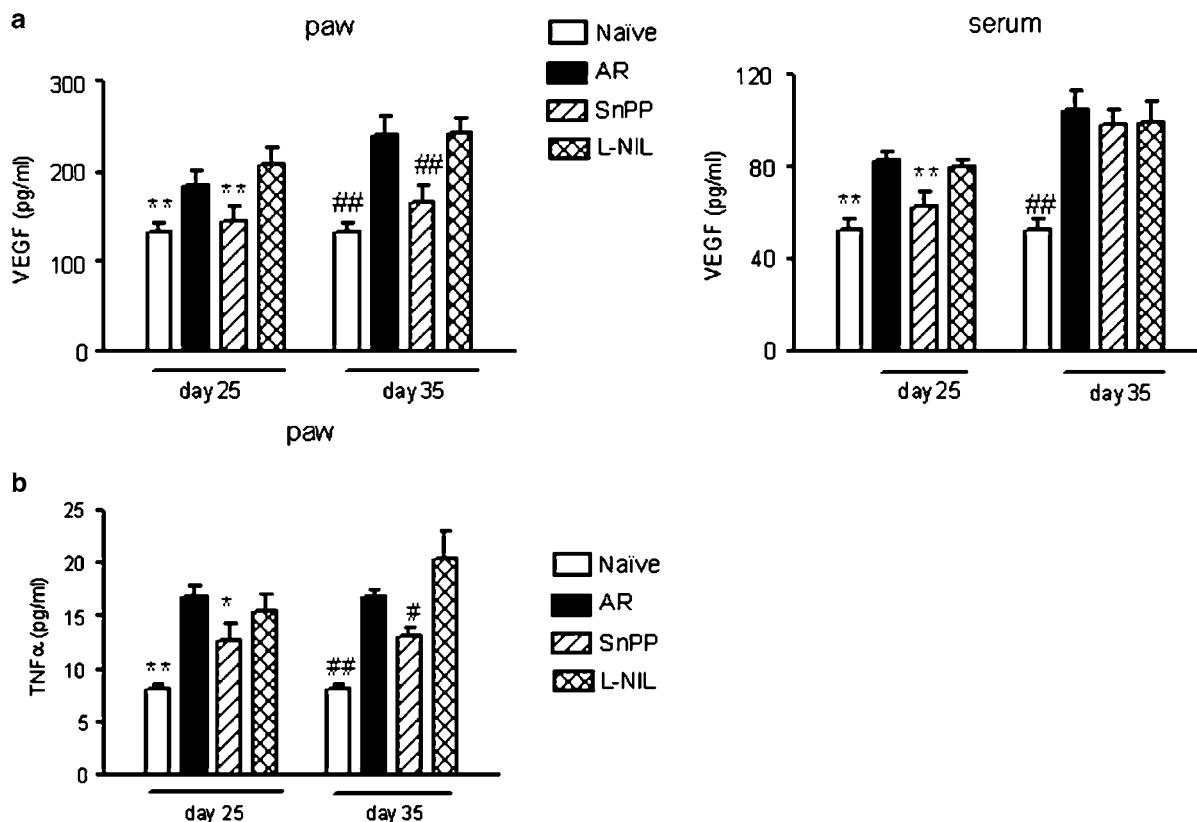 a
paw
Naïve
AR
SnPP
L-NIL
VEGF (pg/ml)
300
200
100
0
**
**
##
##
day 25
day 35
serum
VEGF (pg/ml)
120
80
40
0
**
**
##
day 25
day 35
b
paw
TNFα (pg/ml)
25
20
15
10
5
0
**
*
##
#
day 25
day 35
Naïve
AR
SnPP
L-NIL